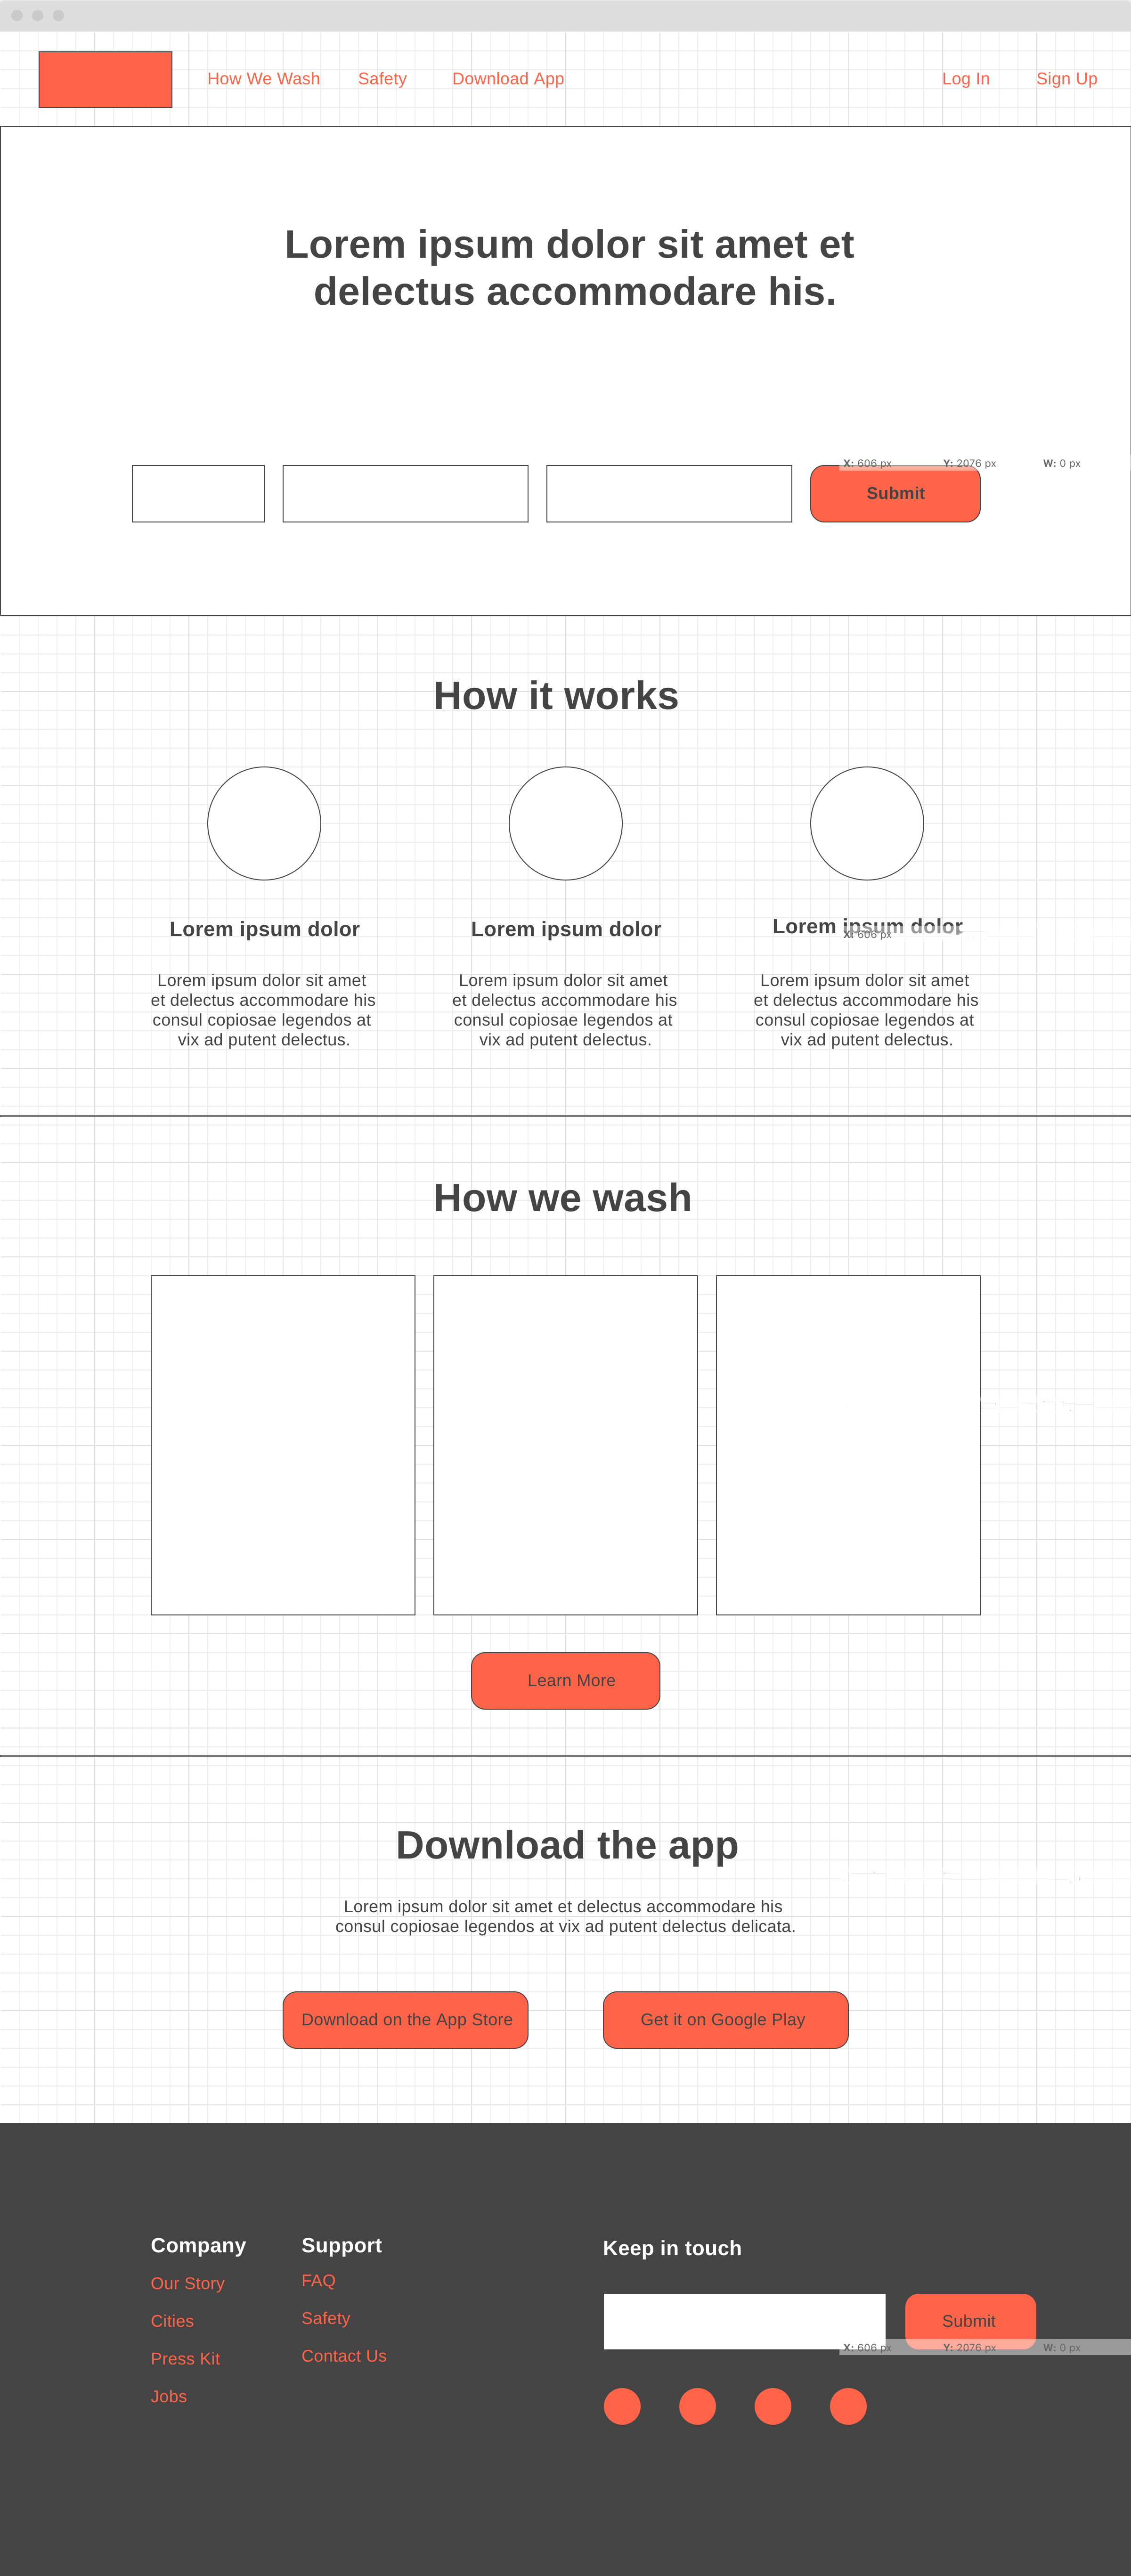 How We Wash Safety Download App Log In Sign Up
Lorem ipsum dolor sit amet et
delectus accommodare his.
X: 606 px Y: 2076 px W: 0 px
Submit
How it works
Lorem ipsum dolor
Lorem ipsum dolor sit amet
et delectus accommodare his
consul copiosae legendos at
vix ad putent delectus.
Lorem ipsum dolor
Lorem ipsum dolor sit amet
et delectus accommodare his
consul copiosae legendos at
vix ad putent delectus.
Lorem ipsum dolor
X: 606 px
Lorem ipsum dolor sit amet
et delectus accommodare his
consul copiosae legendos at
vix ad putent delectus.
How we wash
Learn More
Download the app
Lorem ipsum dolor sit amet et delectus accommodare his
consul copiosae legendos at vix ad putent delectus delicata.
Download on the App Store
Get it on Google Play
Company
Our Story
Cities
Press Kit
Jobs
Support
FAQ
Safety
Contact Us
Keep in touch
Submit
X: 606 px Y: 2076 px W: 0 px